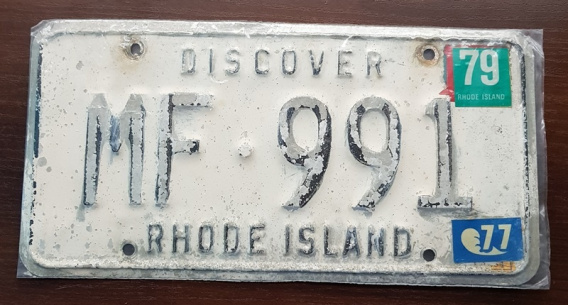 DISCOVER
79
RHODE ISLAND
MF·991
RHODE ISLAND
77